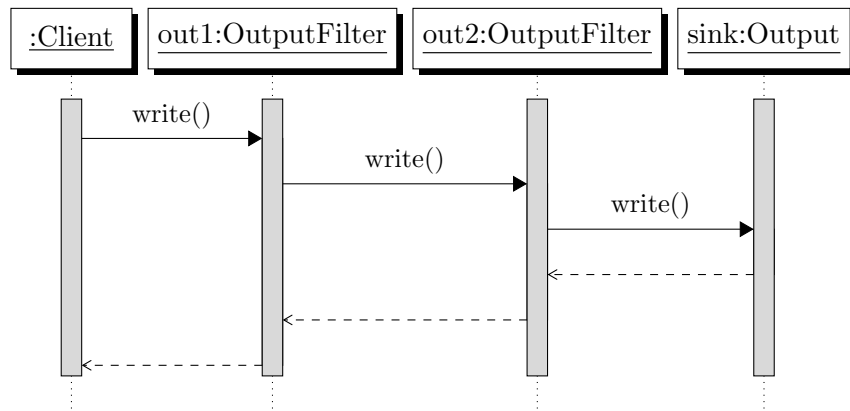 :Client
out1:OutputFilter
out2:OutputFilter
sink:Output
write()
write()
write()